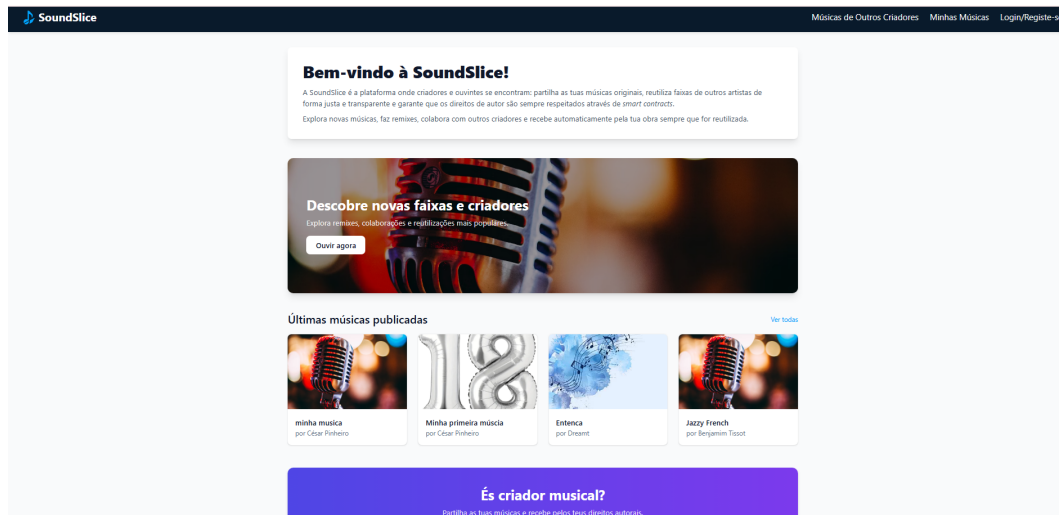 SoundSlice
Músicas de Outros Criadores Minhas Músicas Login/Registe-s
Bem-vindo à SoundSlice!
A SoundSlice é a plataforma onde criadores e ouvintes se encontram: partilha as tuas músicas originais, reutiliza faixas de outros artistas de
forma justa e transparente e garante que os direitos de autor são sempre respeitados através de smart contracts.
Explora novas músicas, faz remixes, colabora com outros criadores e recebe automaticamente pela tua obra sempre que for reutilizada.
Descobre novas faixas e criadores
Explora remixes, colaborações e reutilizações mais populares.
Ouvir agora
Últimas músicas publicadas
Ver todas
18
minha musica
por César Pinheiro
Minha primeira múscia
por César Pinheiro
Entenca
por Dreamt
Jazzy French
por Benjamim Tissot
És criador musical?
Partilha as tuas músicas e recebe pelos teus direitos autorais.